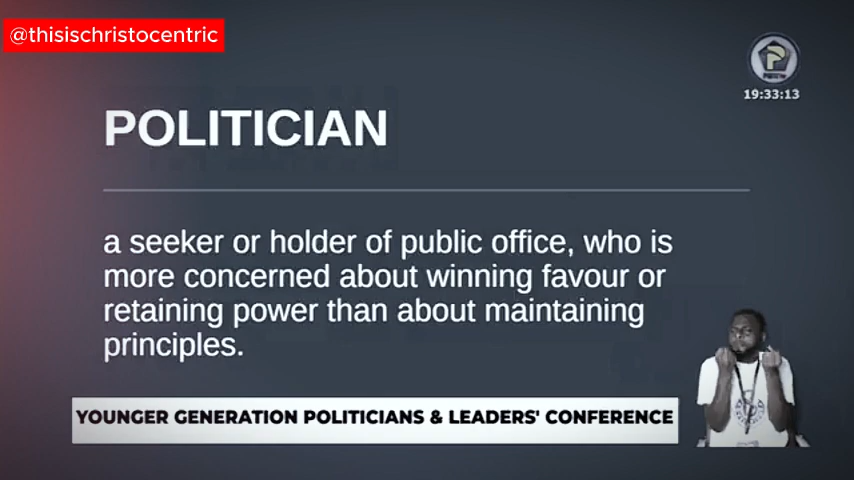 @thisischristocentric
19:33:13
POLITICIAN
a seeker or holder of public office, who is
more concerned about winning favour or
retaining power than about maintaining
principles.
YOUNGER GENERATION POLITICIANS & LEADERS' CONFERENCE